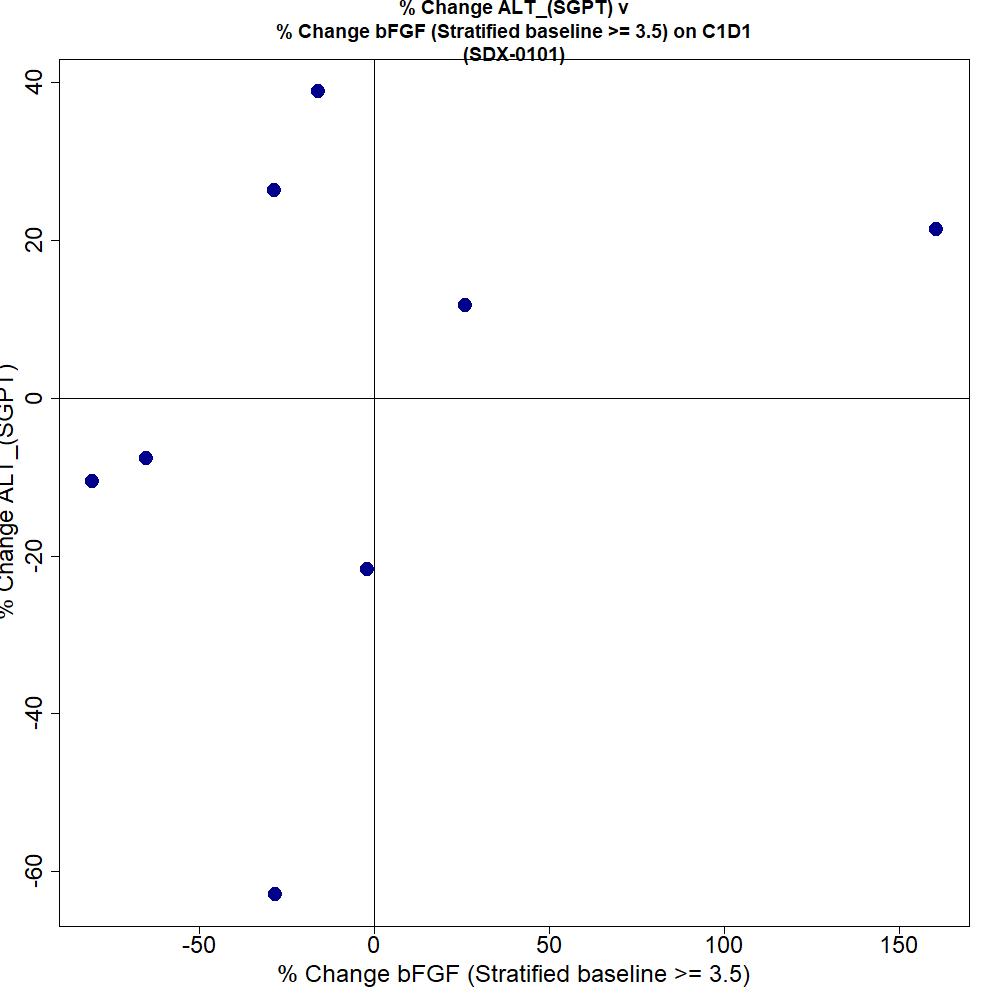 % Change ALT_(SGPT) v
% Change bFGF (Stratified baseline >= 3.5) on C1D1
(SDX-0101)
% Change ALT_(SGPT)
40
20
0
-20
-40
-60
-50 0 50 100 150
% Change bFGF (Stratified baseline >= 3.5)